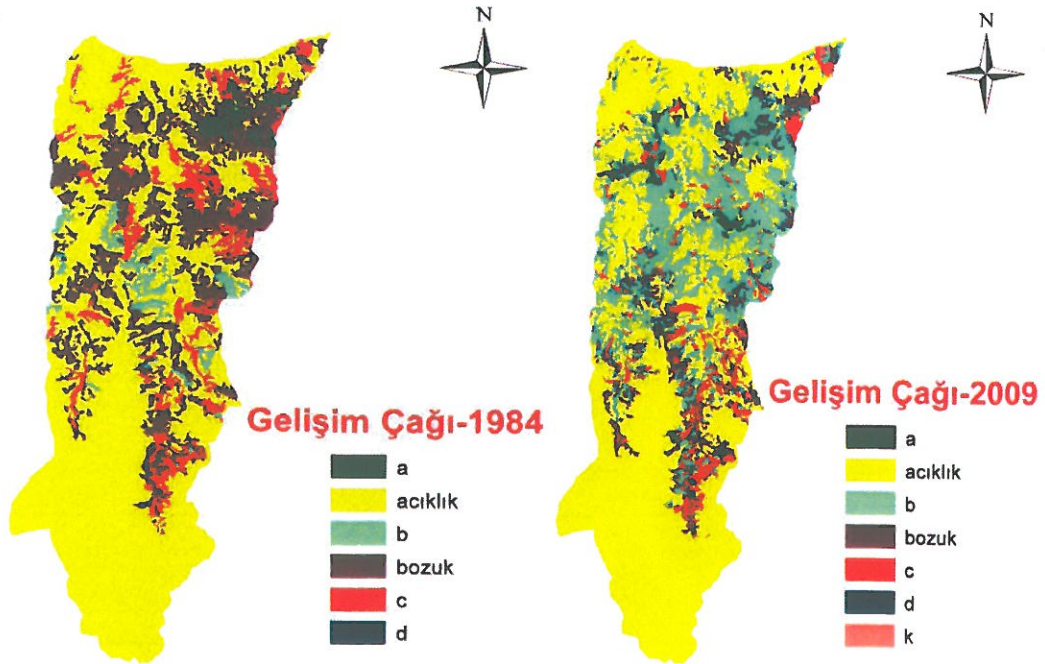 N
Gelişim Çağı-1984
a
acıklık
b
bozuk
c
d
N
Gelişim Çağı-2009
a
acıklık
b
bozuk
c
d
k